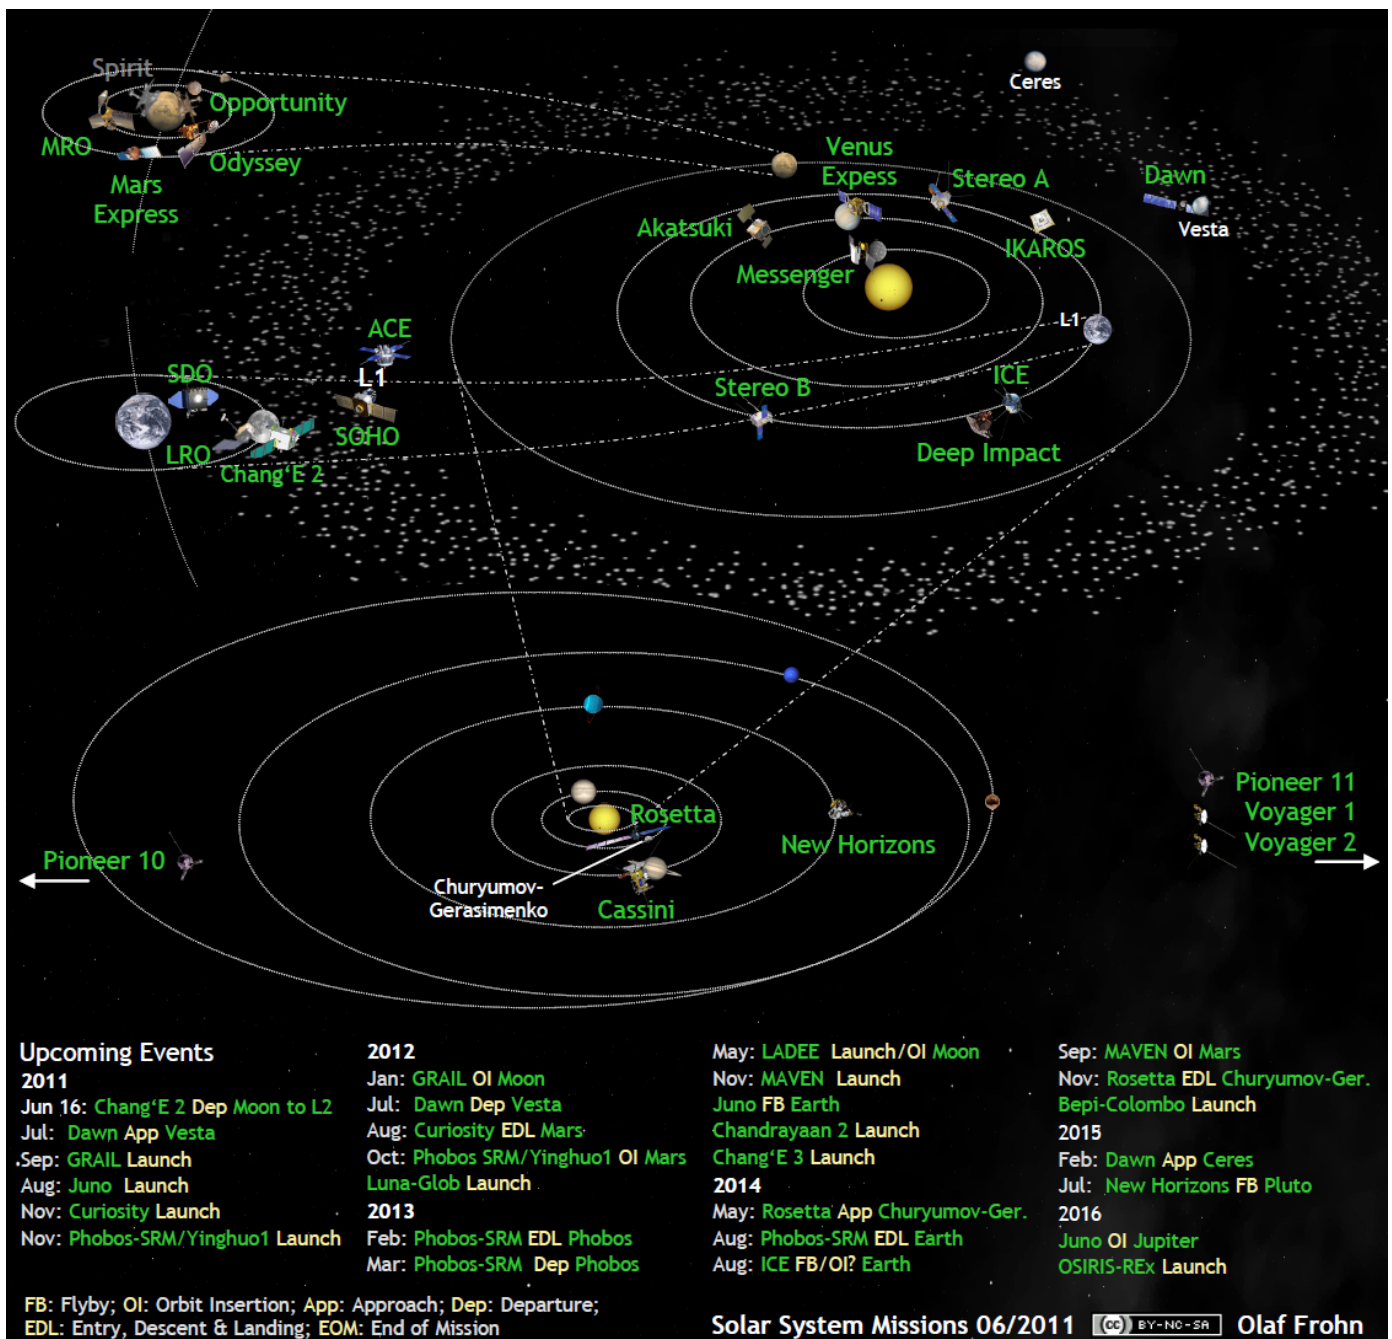 Spirit
Opportunity
MRO
Odyssey
Mars
Express
Ceres
Venus
Expess
Stereo A
Dawn
Akatsuki
Vesta
IKAROS
Messenger
L1
ACE
L1
SDO
SOHO
LRO
Chang‘E 2
Stereo B
ICE
Deep Impact
Rosetta
New Horizons
Pioneer 11
Voyager 1
Voyager 2
Pioneer 10
Churyumov-
Gerasimenko
Cassini
Upcoming Events
2011
Jun 16: Chang‘E 2 Dep Moon to L2
Jul: Dawn App Vesta
Sep: GRAIL Launch
Aug: Juno Launch
Nov: Curiosity Launch
Nov: Phobos-SRM/Yinghuo1 Launch
2012
Jan: GRAIL OI Moon
Jul: Dawn Dep Vesta
Aug: Curiosity EDL Mars
Oct: Phobos SRM/Yinghuo1 OI Mars
Luna-Glob Launch
2013
Feb: Phobos-SRM EDL Phobos
Mar: Phobos-SRM Dep Phobos
May: LADEE Launch/OI Moon
Nov: MAVEN Launch
Juno FB Earth
Chandrayaan 2 Launch
Chang‘E 3 Launch
2014
May: Rosetta App Churyumov-Ger.
Aug: Phobos-SRM EDL Earth
Aug: ICE FB/OI? Earth
Sep: MAVEN OI Mars
Nov: Rosetta EDL Churyumov-Ger.
Bepi-Colombo Launch
2015
Feb: Dawn App Ceres
Jul: New Horizons FB Pluto
2016
Juno OI Jupiter
OSIRIS-REx Launch
FB: Flyby; OI: Orbit Insertion; App: Approach; Dep: Departure;
EDL: Entry, Descent & Landing; EOM: End of Mission
Solar System Missions 06/2011 (cc) BY-NC-SA Olaf Frohn